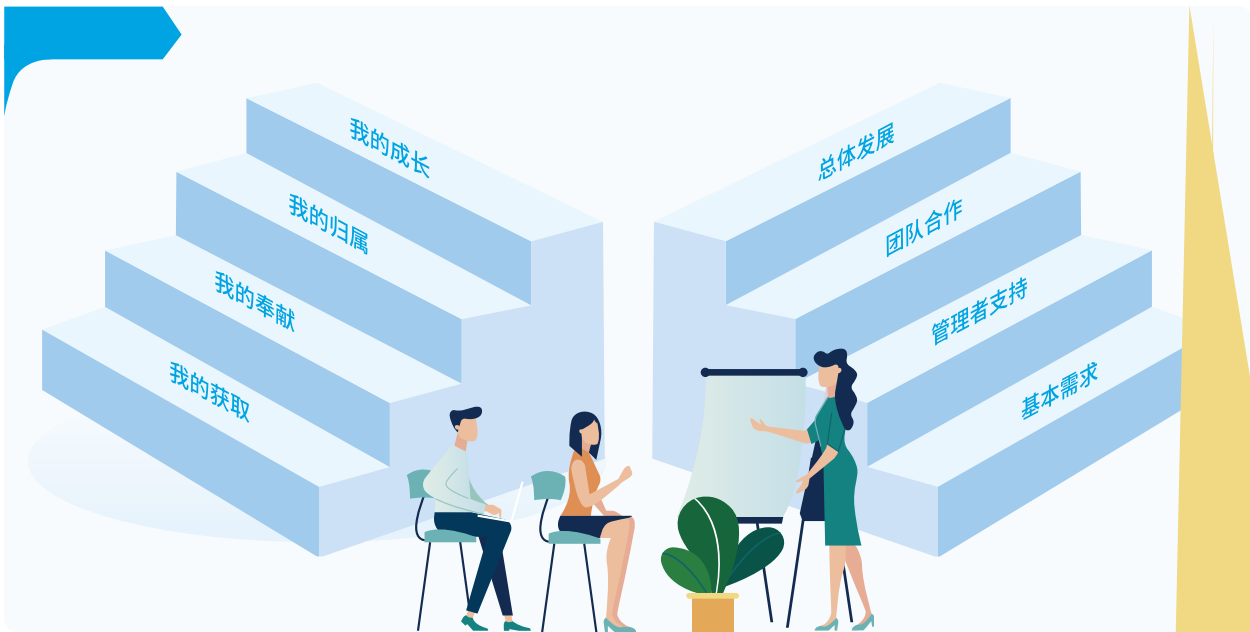 我的成长
我的归属
我的奉献
我的获取
总体发展
团队合作
管理者支持
基本需求